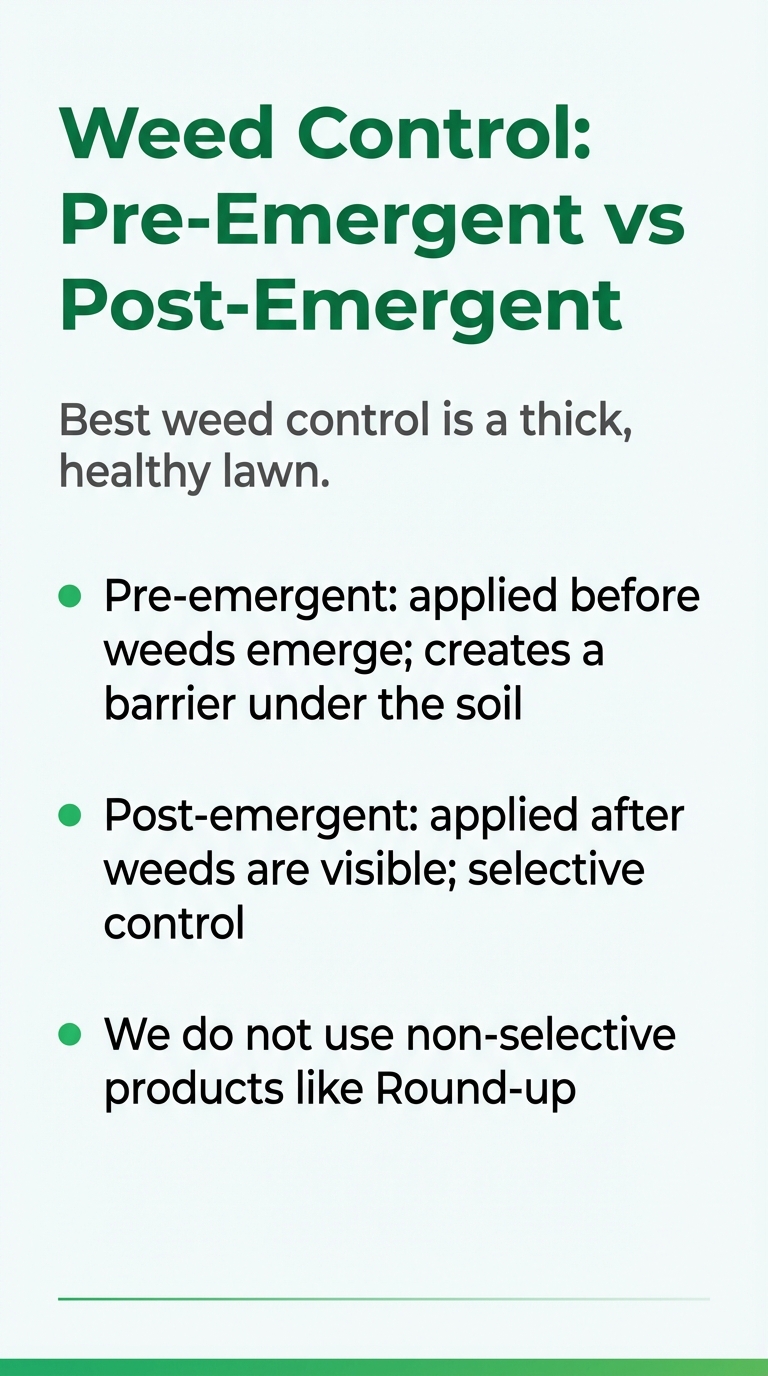 Weed Control:
Pre-Emergent vs
Post-Emergent
Best weed control is a thick,
healthy lawn.
Pre-emergent: applied before
weeds emerge; creates a
barrier under the soil
Post-emergent: applied after
weeds are visible; selective
control
We do not use non-selective
products like Round-up